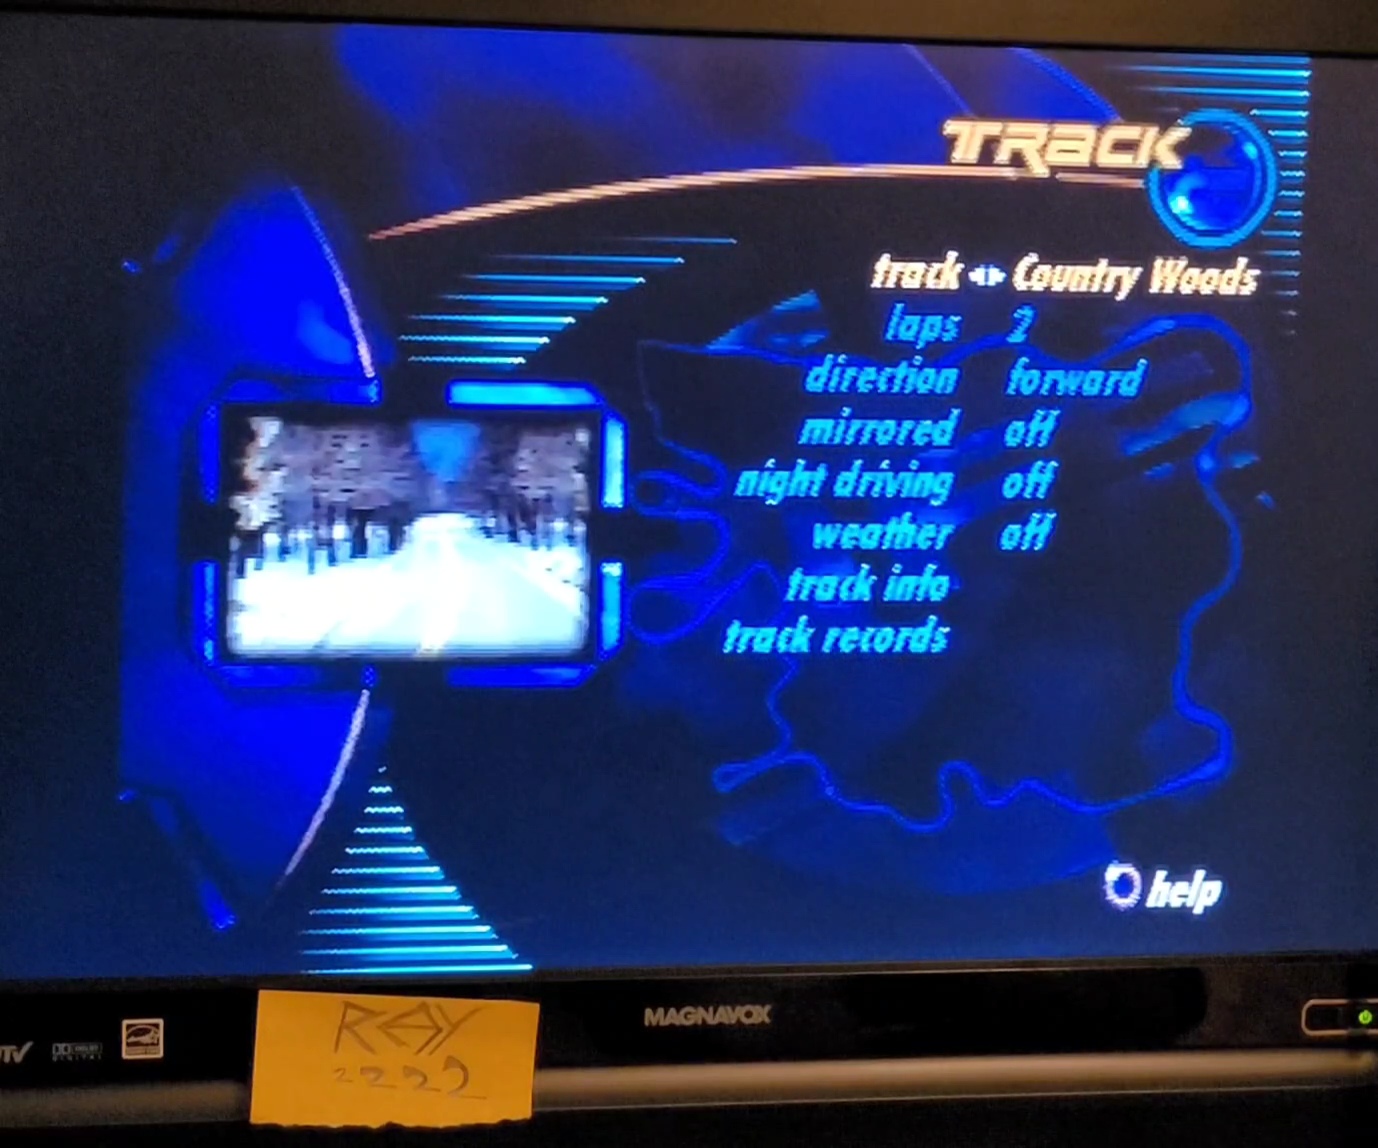 TRack
track Country Woods
laps 2
direction forward
mirrored off
night driving off
weather off
track info
track records
help
MAGNAVOX
RAY
2222